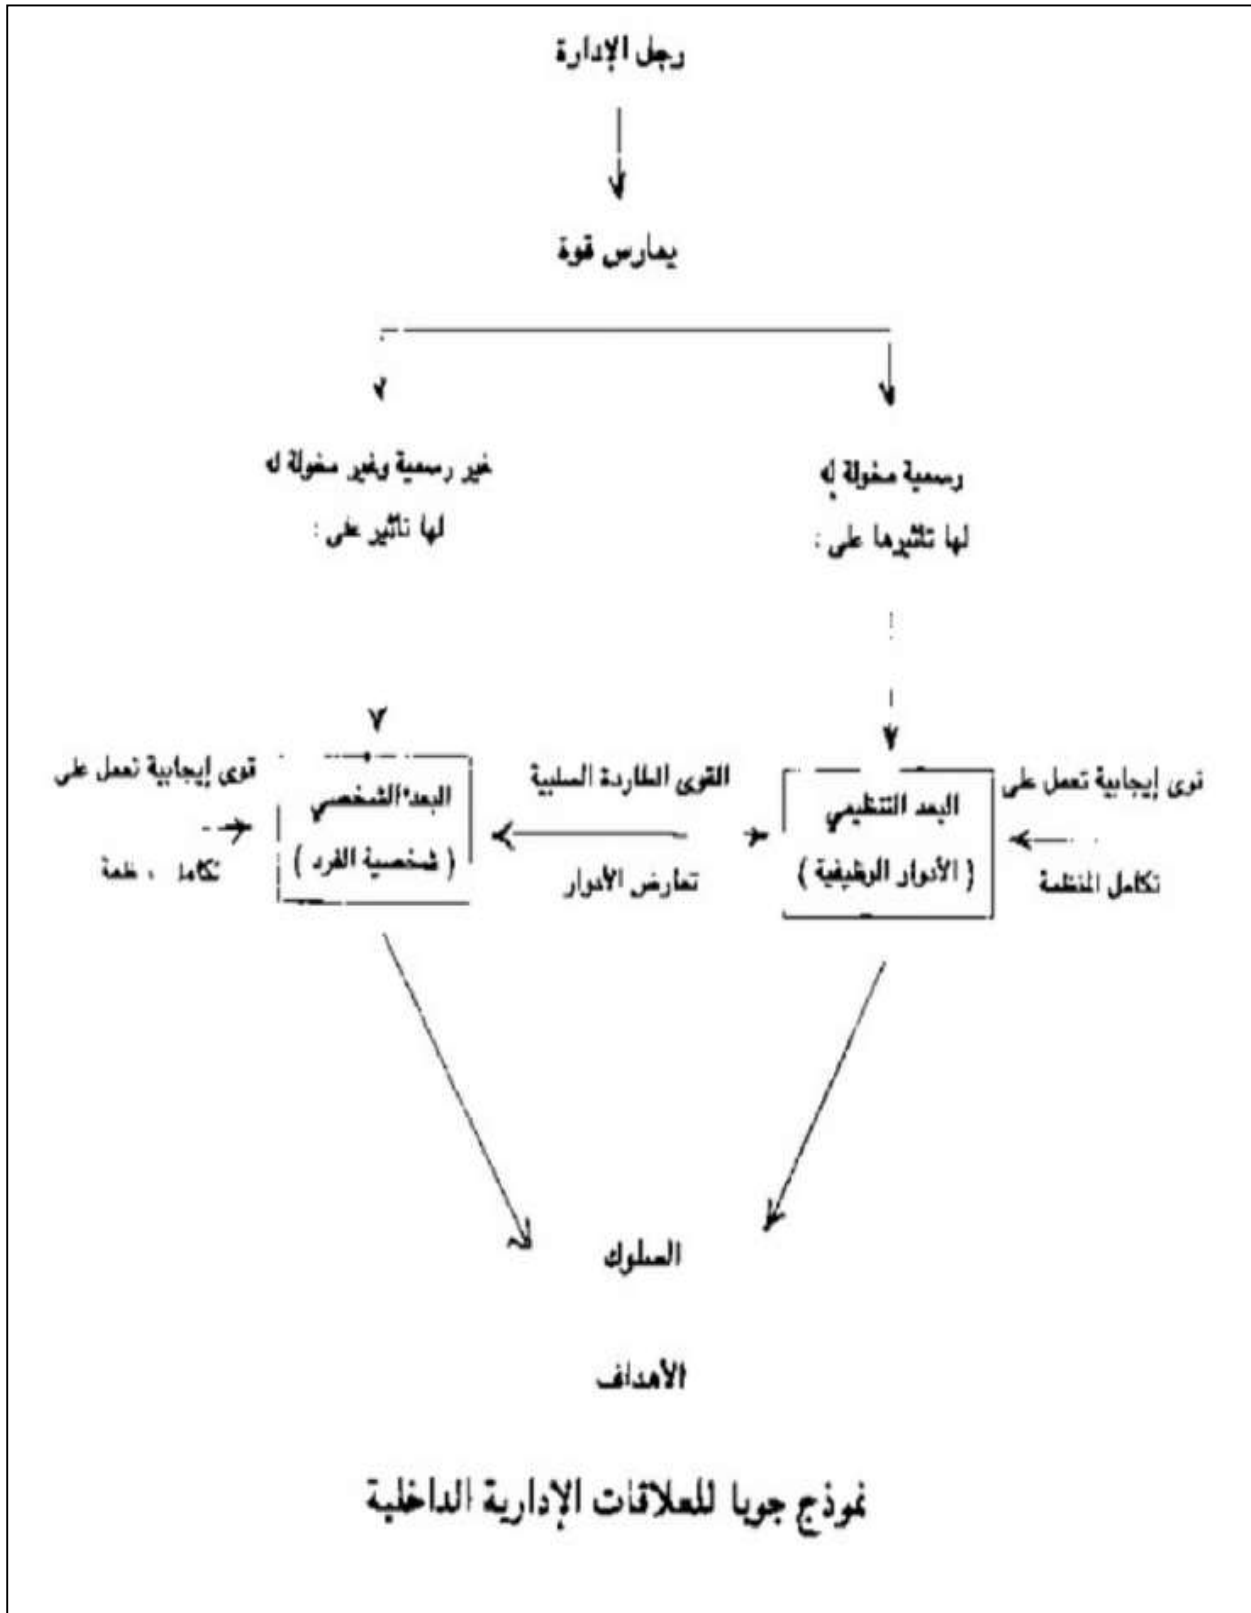 رجل الإدارة
يمارس قوة
رسمية مخولة له
لها تأثيرها على :
غير رسمية وغير مخولة له
لها تأثير على :
قوى إيجابية تعمل على
تكامل المنظمة
البعد التنظيمي
( الأدوار الوظيفية )
القوى الطاردة السلبية
تعارض الأدوار
البعد الشخصي
( شخصية الفرد )
قوى إيجابية تعمل على
تكامل
السلوك
الأهداف
نموذج جوبا للعلاقات الإدارية الداخلية